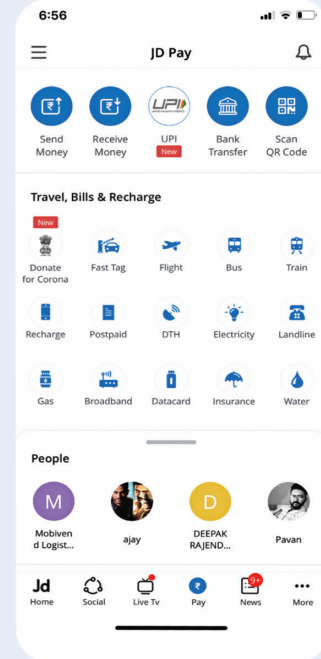 6:56
JD Pay
Send
Money
Receive
Money
UPI
New
Bank
Transfer
Scan
QR Code
Travel, Bills & Recharge
New
Donate
for Corona
Fast Tag
Flight
Bus
Train
Recharge
Postpaid
DTH
Electricity
Landline
Gas
Broadband
Datacard
Insurance
Water
People
M
D
Mobiven
d Logist...
ajay
DEEPAK
RAJEND...
Pavan
Jd
9+
Home
Social
Live Tv
Pay
News
More